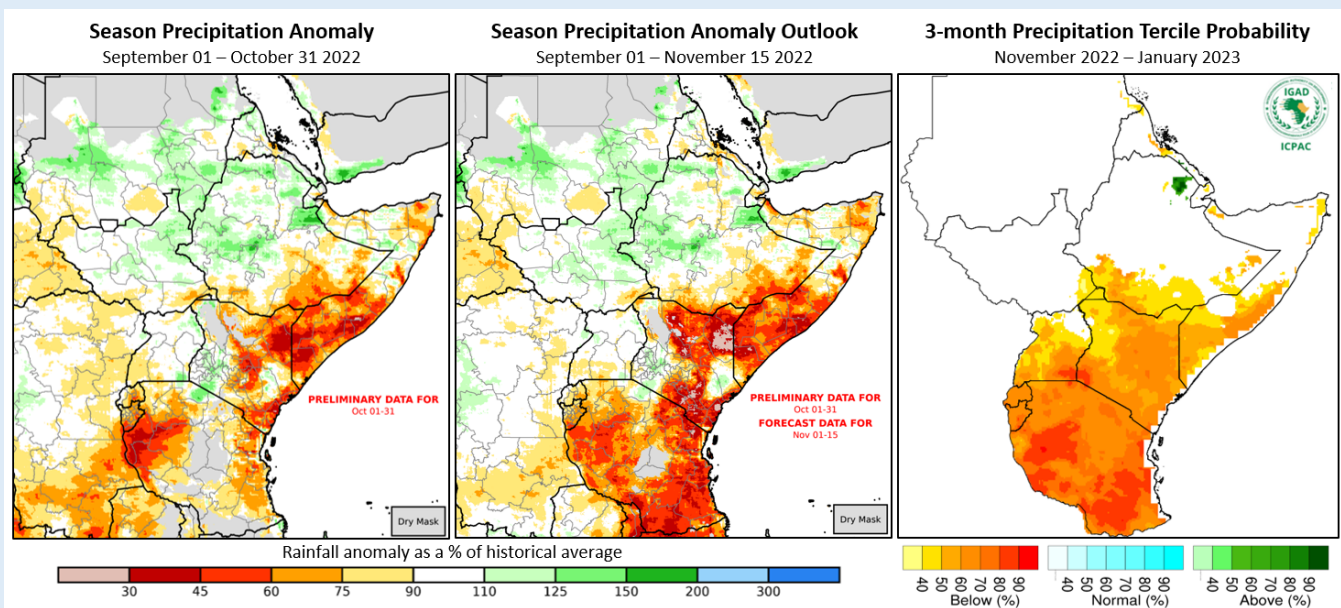 Season Precipitation Anomaly
September 01 – October 31 2022
PRELIMINARY DATA FOR
Oct 01-31
Dry Mask
Season Precipitation Anomaly Outlook
September 01 – November 15 2022
PRELIMINARY DATA FOR
Oct 01-31
FORECAST DATA FOR
Nov 01-15
Dry Mask
3-month Precipitation Tercile Probability
November 2022 – January 2023
IGAD
ICPAC
Rainfall anomaly as a % of historical average
30 45 60 75 90 110 125 150 200 300
40 50 60 70 80 90
Below (%)
40 50 60 70 80 90
Normal (%)
40 50 60 70 80 90
Above (%)